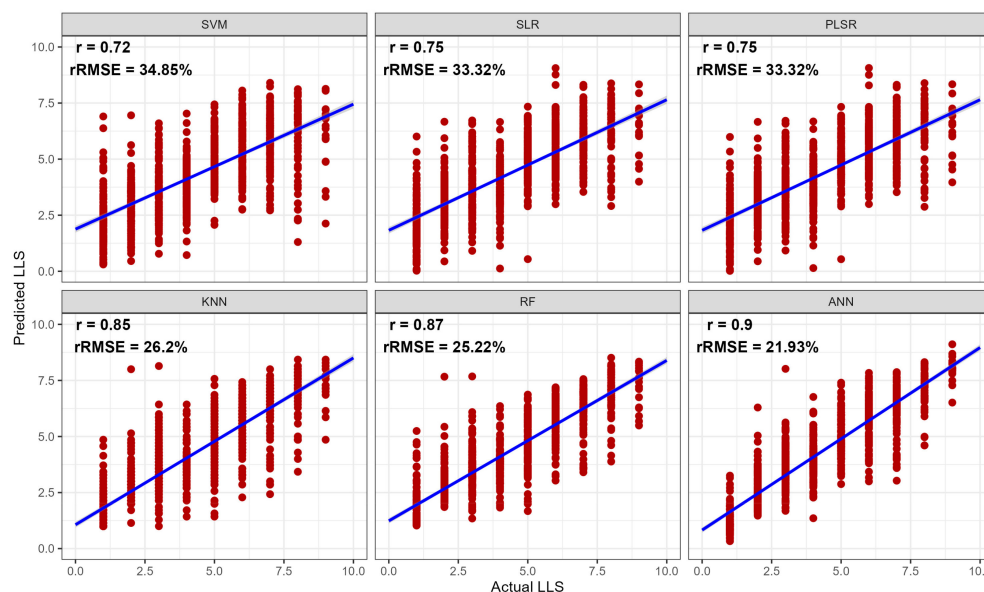 SVM SLR PLSR
10.0 r = 0.72 r = 0.75 r = 0.75
rRMSE = 34.85% rRMSE = 33.32% rRMSE = 33.32%
7.5
5.0
2.5
0.0
Predicted LLS
KNN RF ANN
10.0 r = 0.85 r = 0.87 r = 0.9
rRMSE = 26.2% rRMSE = 25.22% rRMSE = 21.93%
7.5
5.0
2.5
0.0
0.0 2.5 5.0 7.5 10.0 0.0 2.5 5.0 7.5 10.0 0.0 2.5 5.0 7.5 10.0
Actual LLS